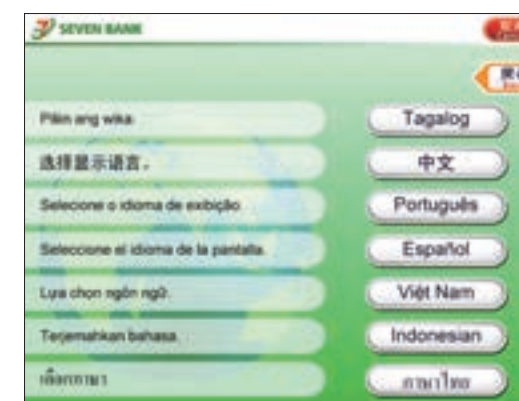 SEVEN BANK
Piliin ang wika
Tagalog
选择显示语言。
中文
Selecione o idioma de exibição
Português
Seleccione el idioma de la pantalla.
Español
Lựa chọn ngôn ngữ.
Việt Nam
Terjemahkan bahasa
Indonesian
เลือกภาษา
ภาษาไทย